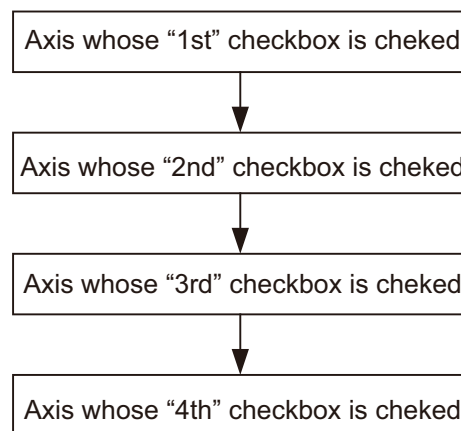 Axis whose “1st” checkbox is cheked
Axis whose “2nd” checkbox is cheked
Axis whose “3rd” checkbox is cheked
Axis whose “4th” checkbox is cheked